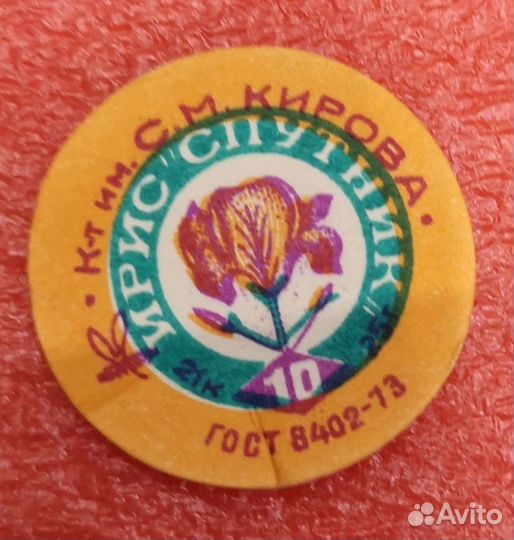 К-т им. С.М. КИРОВА.
ИРИС "СПУТНИК"
21к 10 25г
ГОСТ 8402-73
Avito